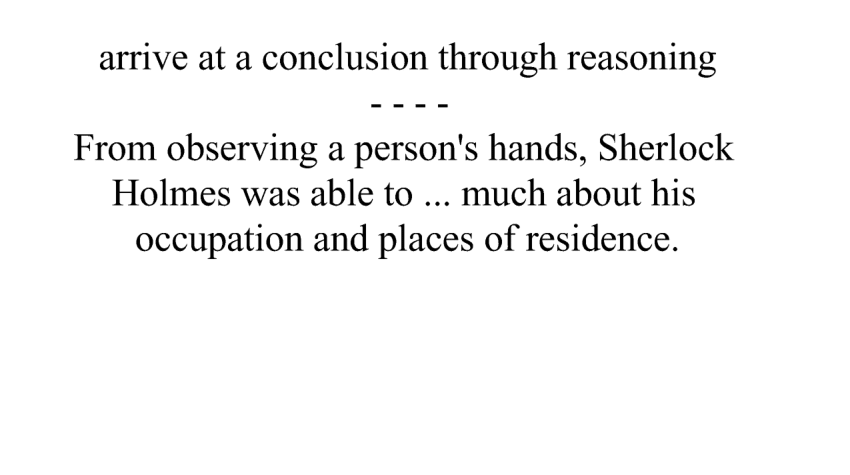 arrive at a conclusion through reasoning
- - - -
From observing a person's hands, Sherlock
Holmes was able to ... much about his
occupation and places of residence.